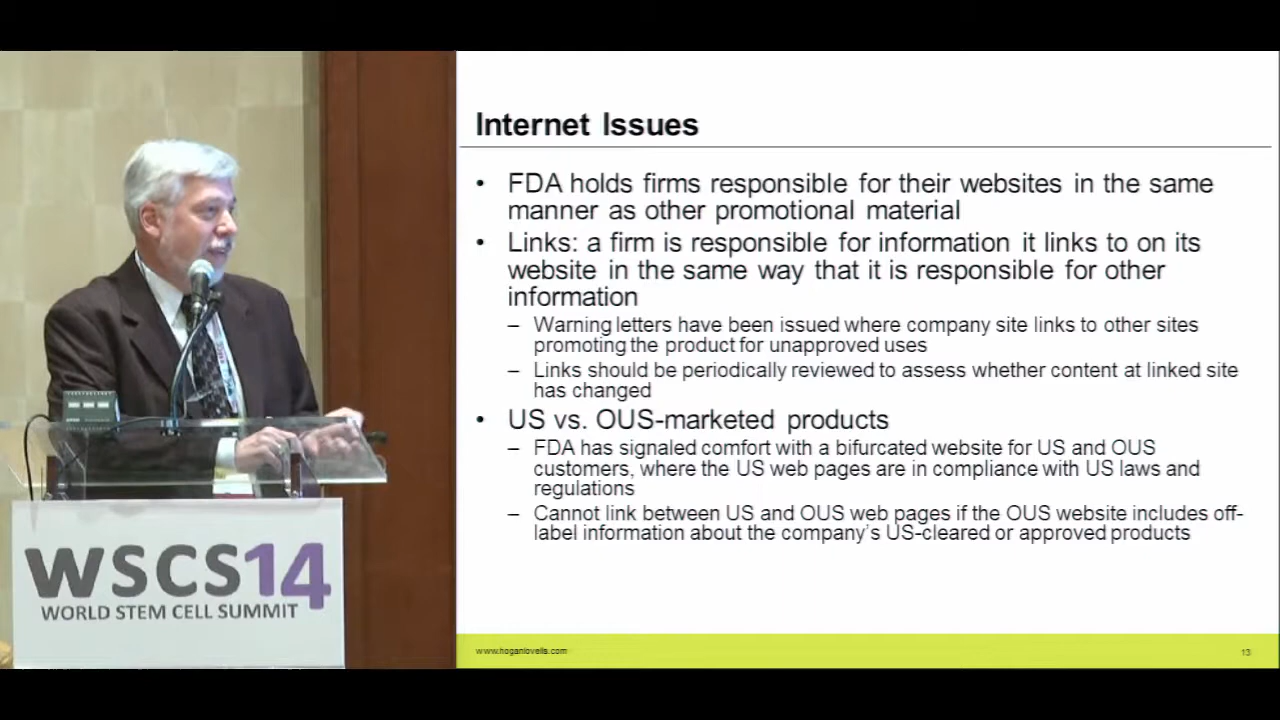 Internet Issues
• FDA holds firms responsible for their websites in the same
manner as other promotional material
• Links: a firm is responsible for information it links to on its
website in the same way that it is responsible for other
information
– Warning letters have been issued where company site links to other sites
promoting the product for unapproved uses
– Links should be periodically reviewed to assess whether content at linked site
has changed
• US vs. OUS-marketed products
– FDA has signaled comfort with a bifurcated website for US and OUS
customers, where the US web pages are in compliance with US laws and
regulations
– Cannot link between US and OUS web pages if the OUS website includes off-
label information about the company's US-cleared or approved products
www.hoganlovells.com
13
WSCS14
WORLD STEM CELL SUMMIT